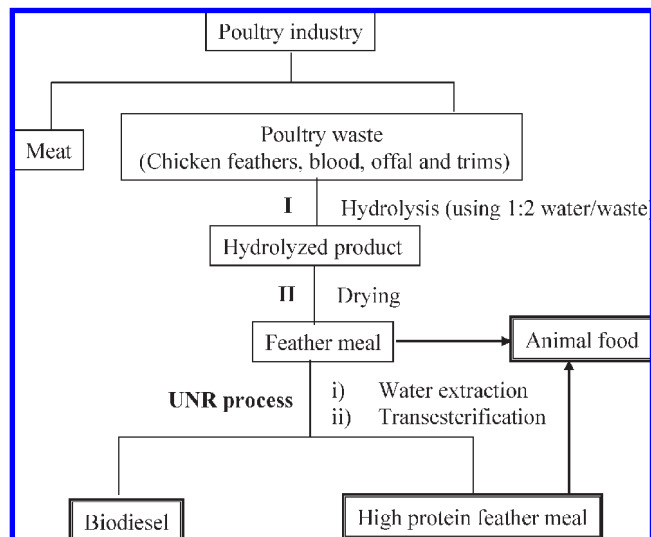 Poultry industry
Meat
Poultry waste
(Chicken feathers, blood, offal and trims)
I Hydrolysis (using 1:2 water/waste)
Hydrolyzed product
II Drying
Feather meal
Animal food
UNR process
i) Water extraction
ii) Transesterification
Biodiesel
High protein feather meal